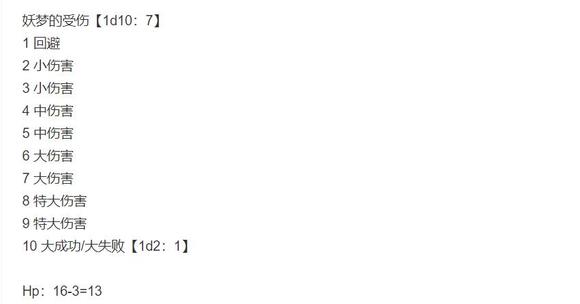 妖梦的受伤【1d10：7】
1 回避
2 小伤害
3 小伤害
4 中伤害
5 中伤害
6 大伤害
7 大伤害
8 特大伤害
9 特大伤害
10 大成功/大失败【1d2：1】
Hp：16-3=13